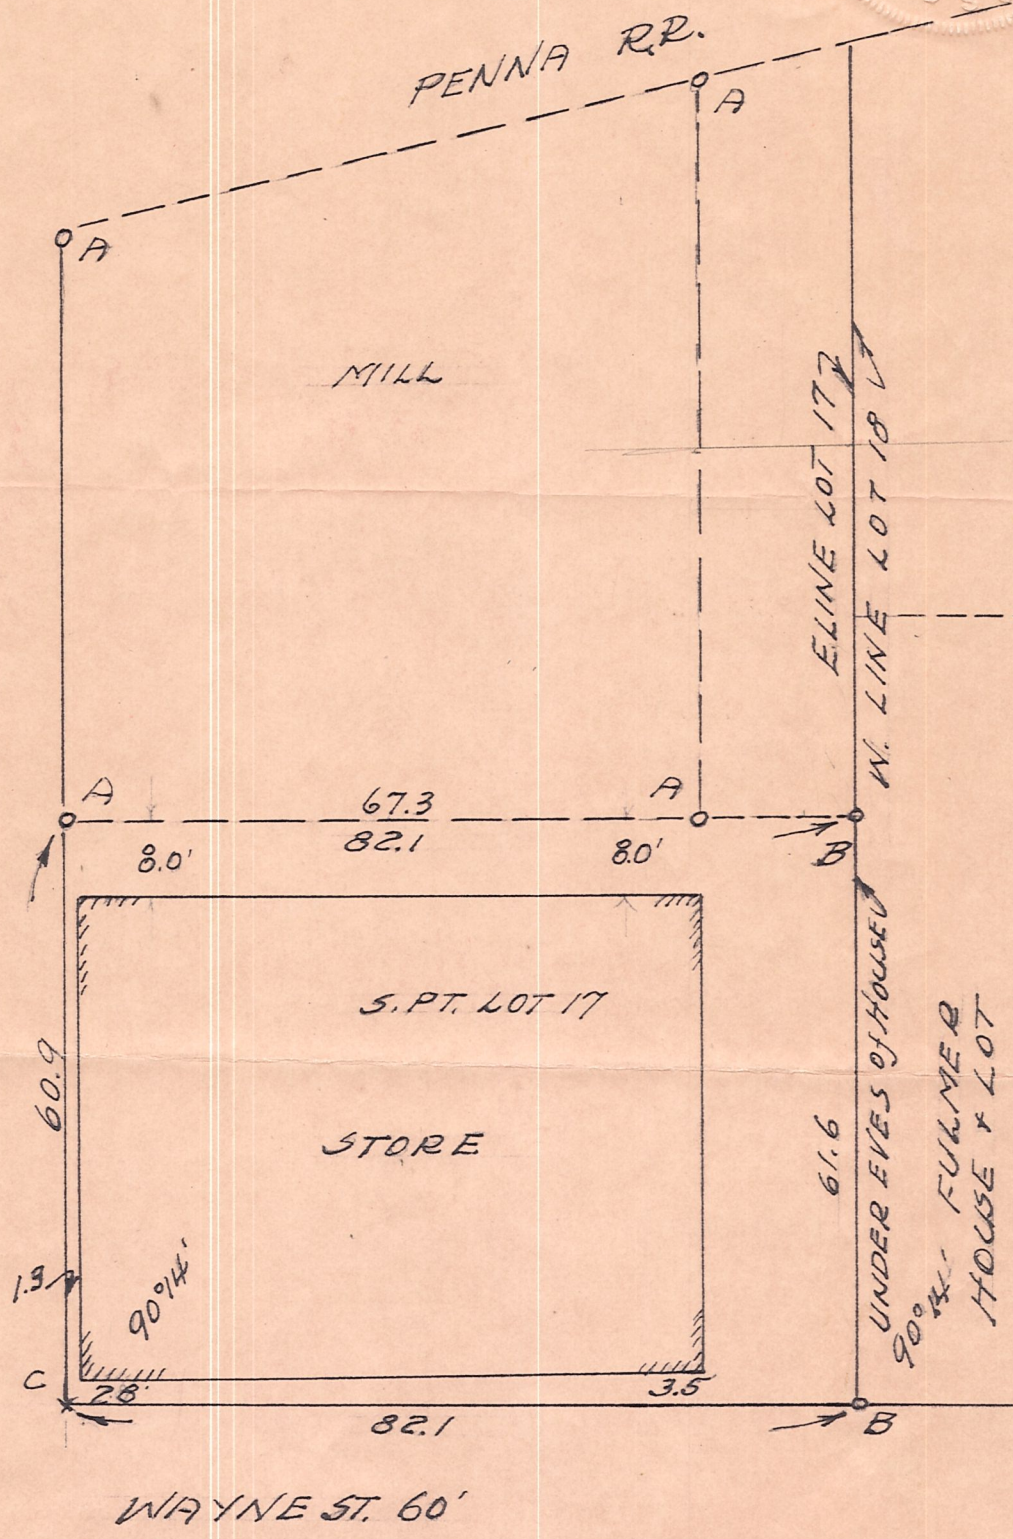 PENNA R.R.
A
A
MILL
E LINE LOT 17
W. LINE LOT 18
A
67.3
A
82.1
8.0'
8.0'
B
S. PT. LOT 17
60.9
STORE
61.6
UNDER EVES of HOUSE
FULMER
HOUSE & LOT
1.3
90°14'
90°
C
2.8
3.5
82.1
B
WAYNE ST. 60'